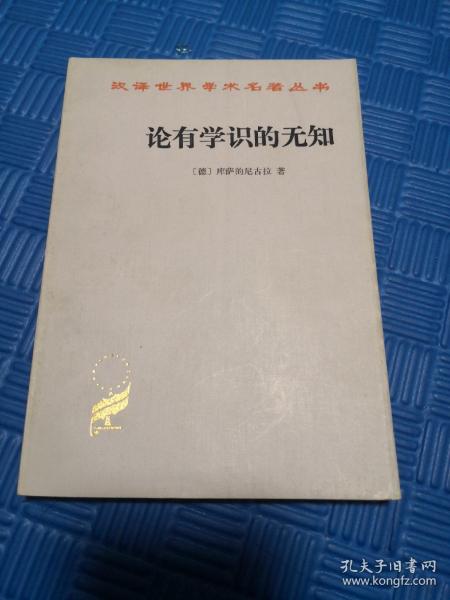 汉译世界学术名著丛书
论有学识的无知
〔德〕库萨的尼古拉 著
孔夫子旧书网
www.kongfz.com